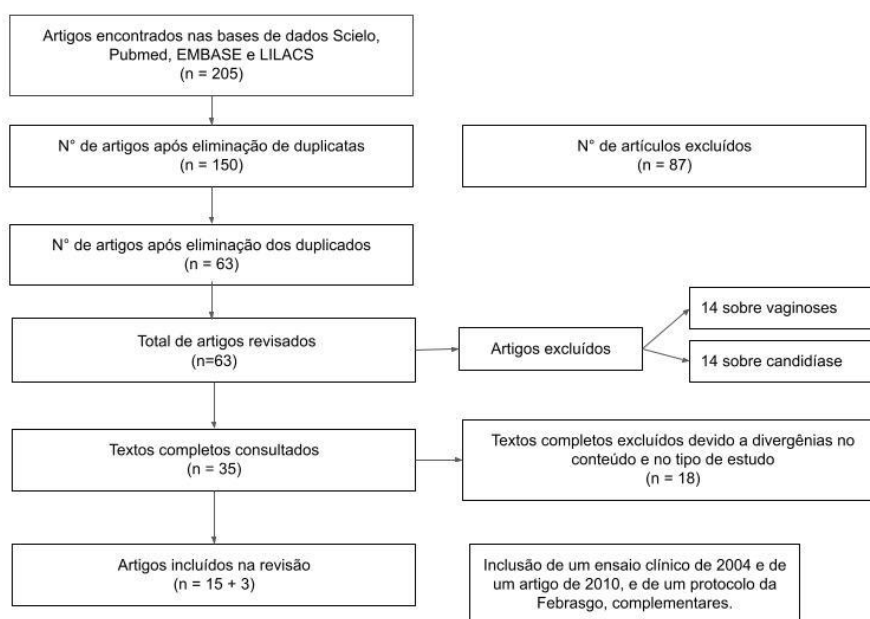 Artigos encontrados nas bases de dados Scielo,
Pubmed, EMBASE e LILACS
(n = 205)
N° de artigos após eliminação de duplicatas
(n = 150)
N° de artículos excluídos
(n = 87)
N° de artigos após eliminação dos duplicados
(n = 63)
Total de artigos revisados
(n=63)
Artigos excluídos
14 sobre vaginoses
14 sobre candidíase
Textos completos consultados
(n = 35)
Textos completos excluídos devido a divergênias no
conteúdo e no tipo de estudo
(n = 18)
Artigos incluídos na revisão
(n = 15 + 3)
Inclusão de um ensaio clínico de 2004 e de
um artigo de 2010, e de um protocolo da
Febrasgo, complementares.